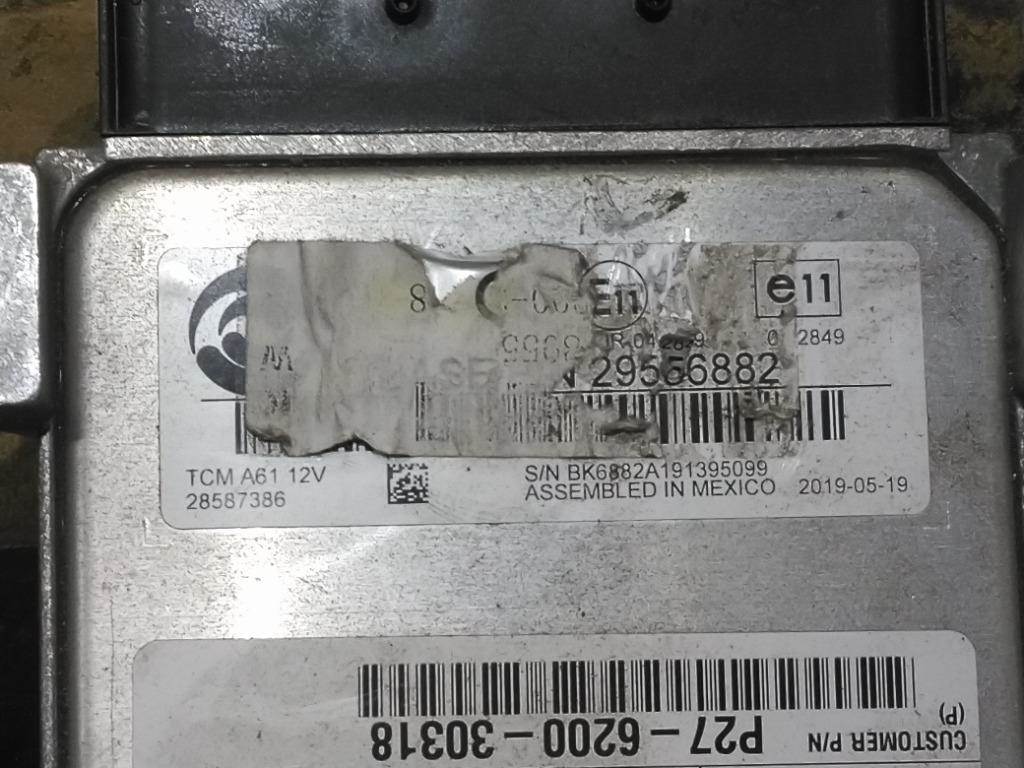 E11
e11
2849
29556882
TCM A61 12V
28587386
S/N BK6882A191395099
ASSEMBLED IN MEXICO 2019-05-19
CUSTOMER P/N
(P)
P27-6200-30318